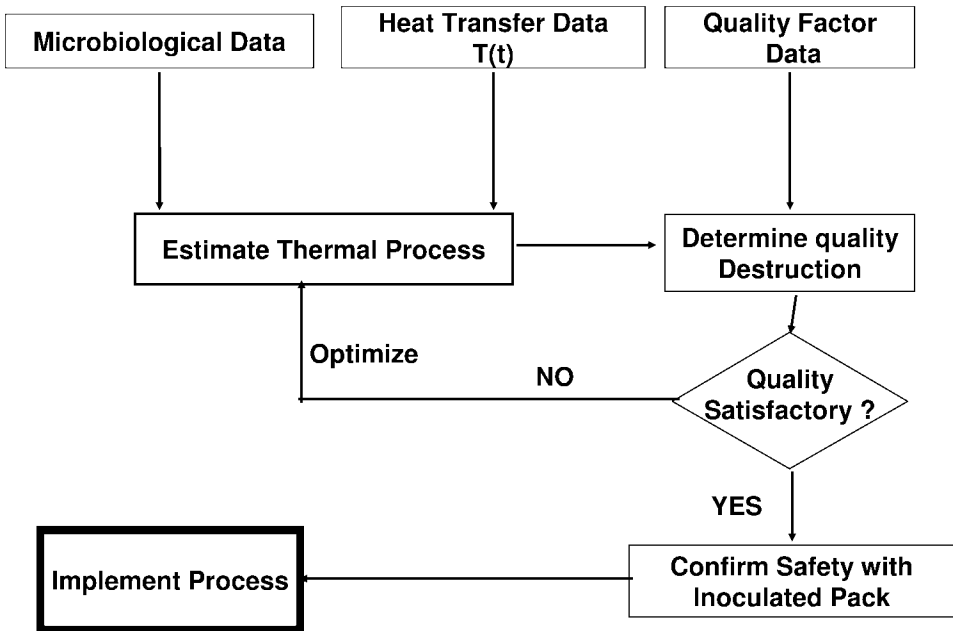 Microbiological Data
Heat Transfer Data
T(t)
Quality Factor
Data
Estimate Thermal Process
Determine quality
Destruction
Optimize
NO
Quality
Satisfactory ?
YES
Implement Process
Confirm Safety with
Inoculated Pack